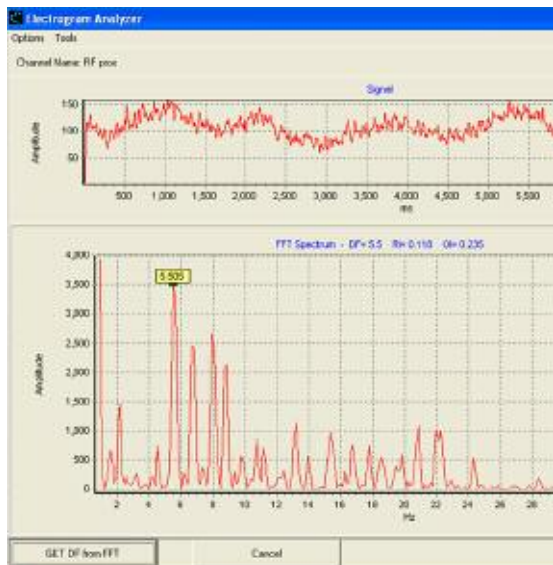 Electrogram Analyzer
Options Tools
Channel Name: RF prox
Signal
Amplitude
150
100
50
500 1,000 1,500 2,000 2,500 3,000 3,500 4,000 4,500 5,000 5,500
ms
FFT Spectrum - DF= 5.5 RI= 0.110 OI= 0.235
Amplitude
4,000
3,500
3,000
2,500
2,000
1,500
1,000
500
0
5.505
2 4 6 8 10 12 14 16 18 20 22 24 26 28
Hz
GET DF from FFT Cancel